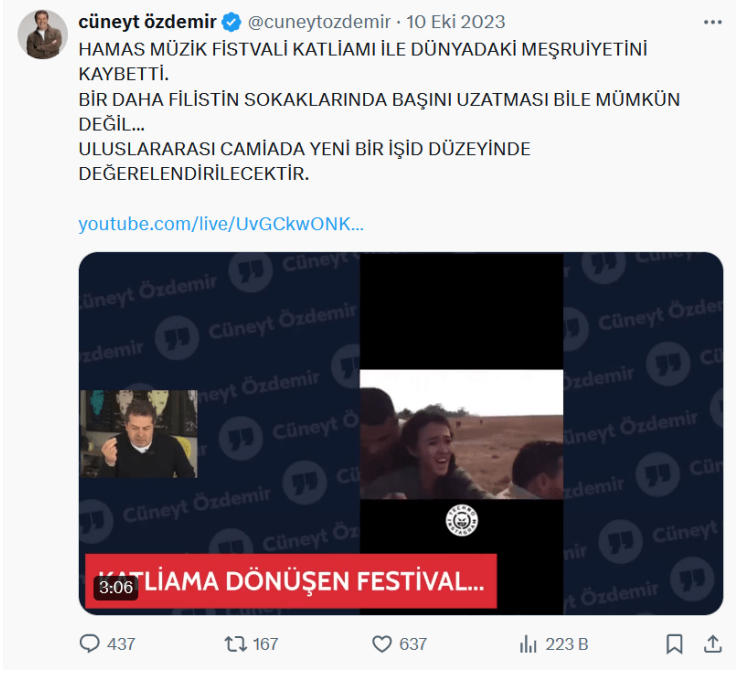 cüneyt özdemir @cuneytozdemir · 10 Eki 2023
HAMAS MÜZİK FİSTVALİ KATLİAMI İLE DÜNYADAKİ MEŞRUİYETİNİ
KAYBETTİ.
BİR DAHA FİLİSTİN SOKAKLARINDA BAŞINI UZATMASI BİLE MÜMKÜN
DEĞİL...
ULUSLARARASI CAMİADA YENİ BİR IŞİD DÜZEYİNDE
DEĞERELENDİRİLECEKTİR.
youtube.com/live/UvGCkwONK...
Cüneyt Özdemir
KATLİAMA DÖNÜŞEN FESTİVAL...
3:06
437 167 637 223 B